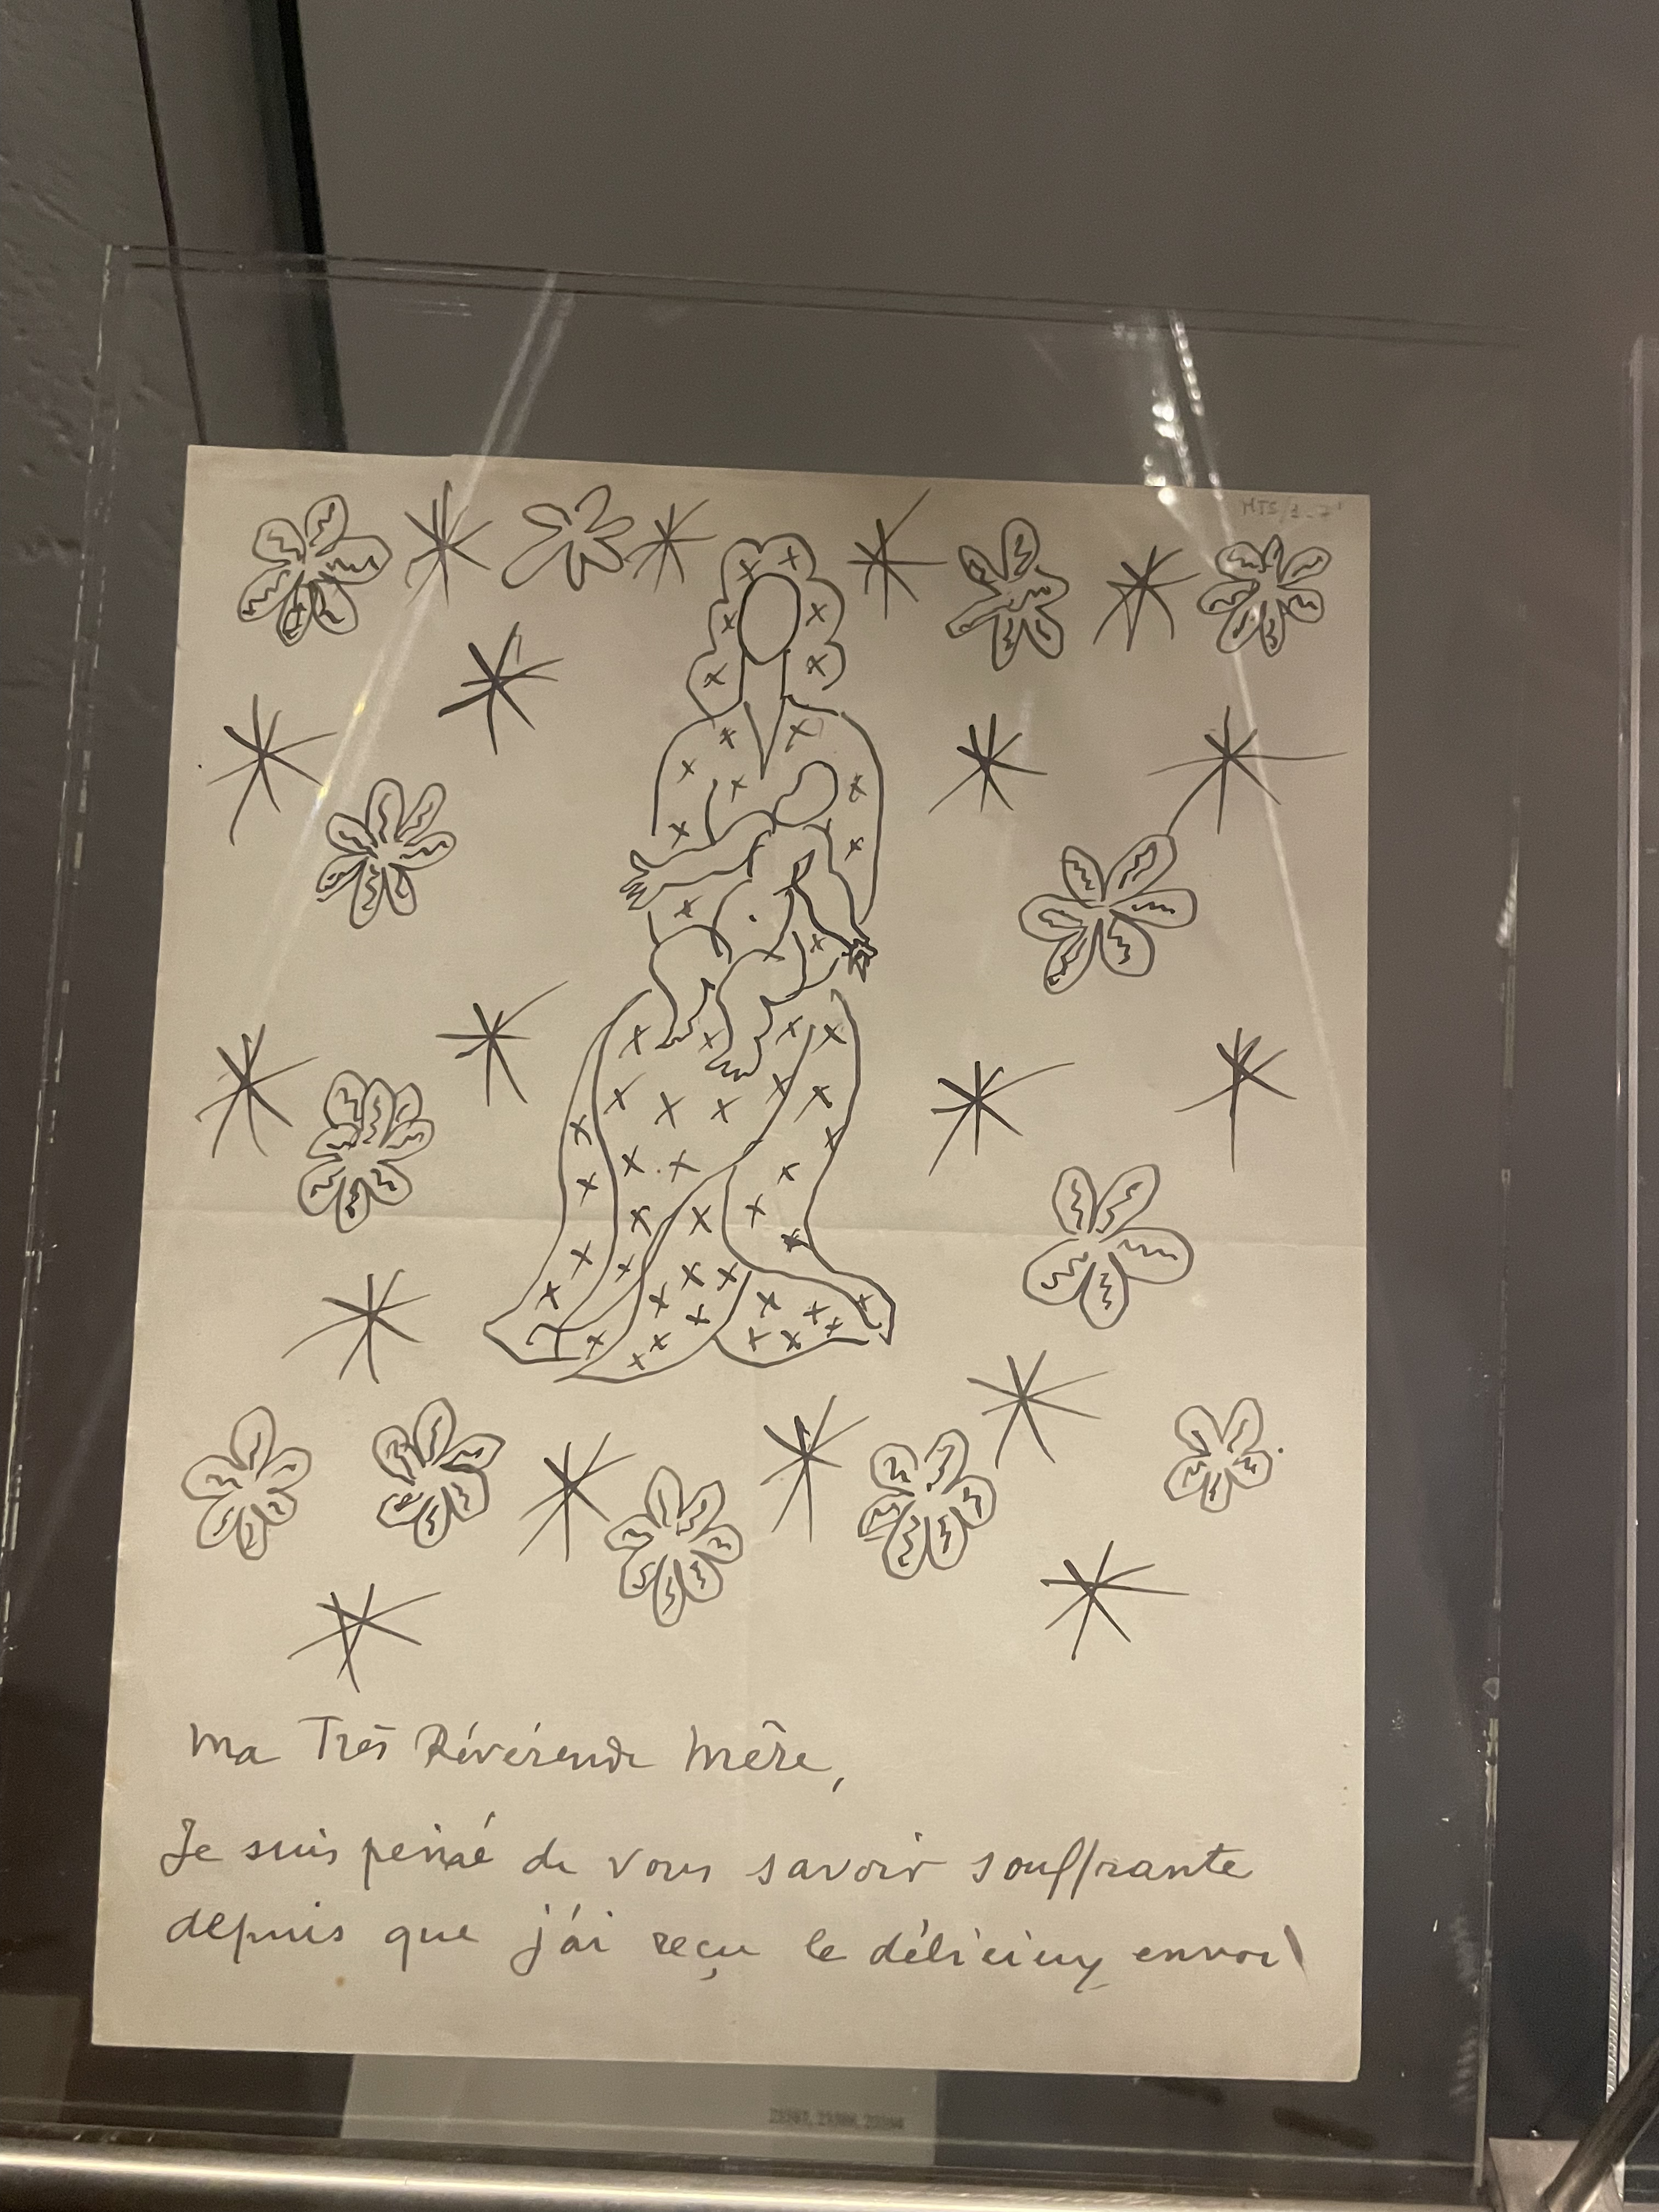 Ma Très Révérende Mère,
Je suis peiné de vous savoir souffrante
depuis que j'ai reçu le délicieux envoi